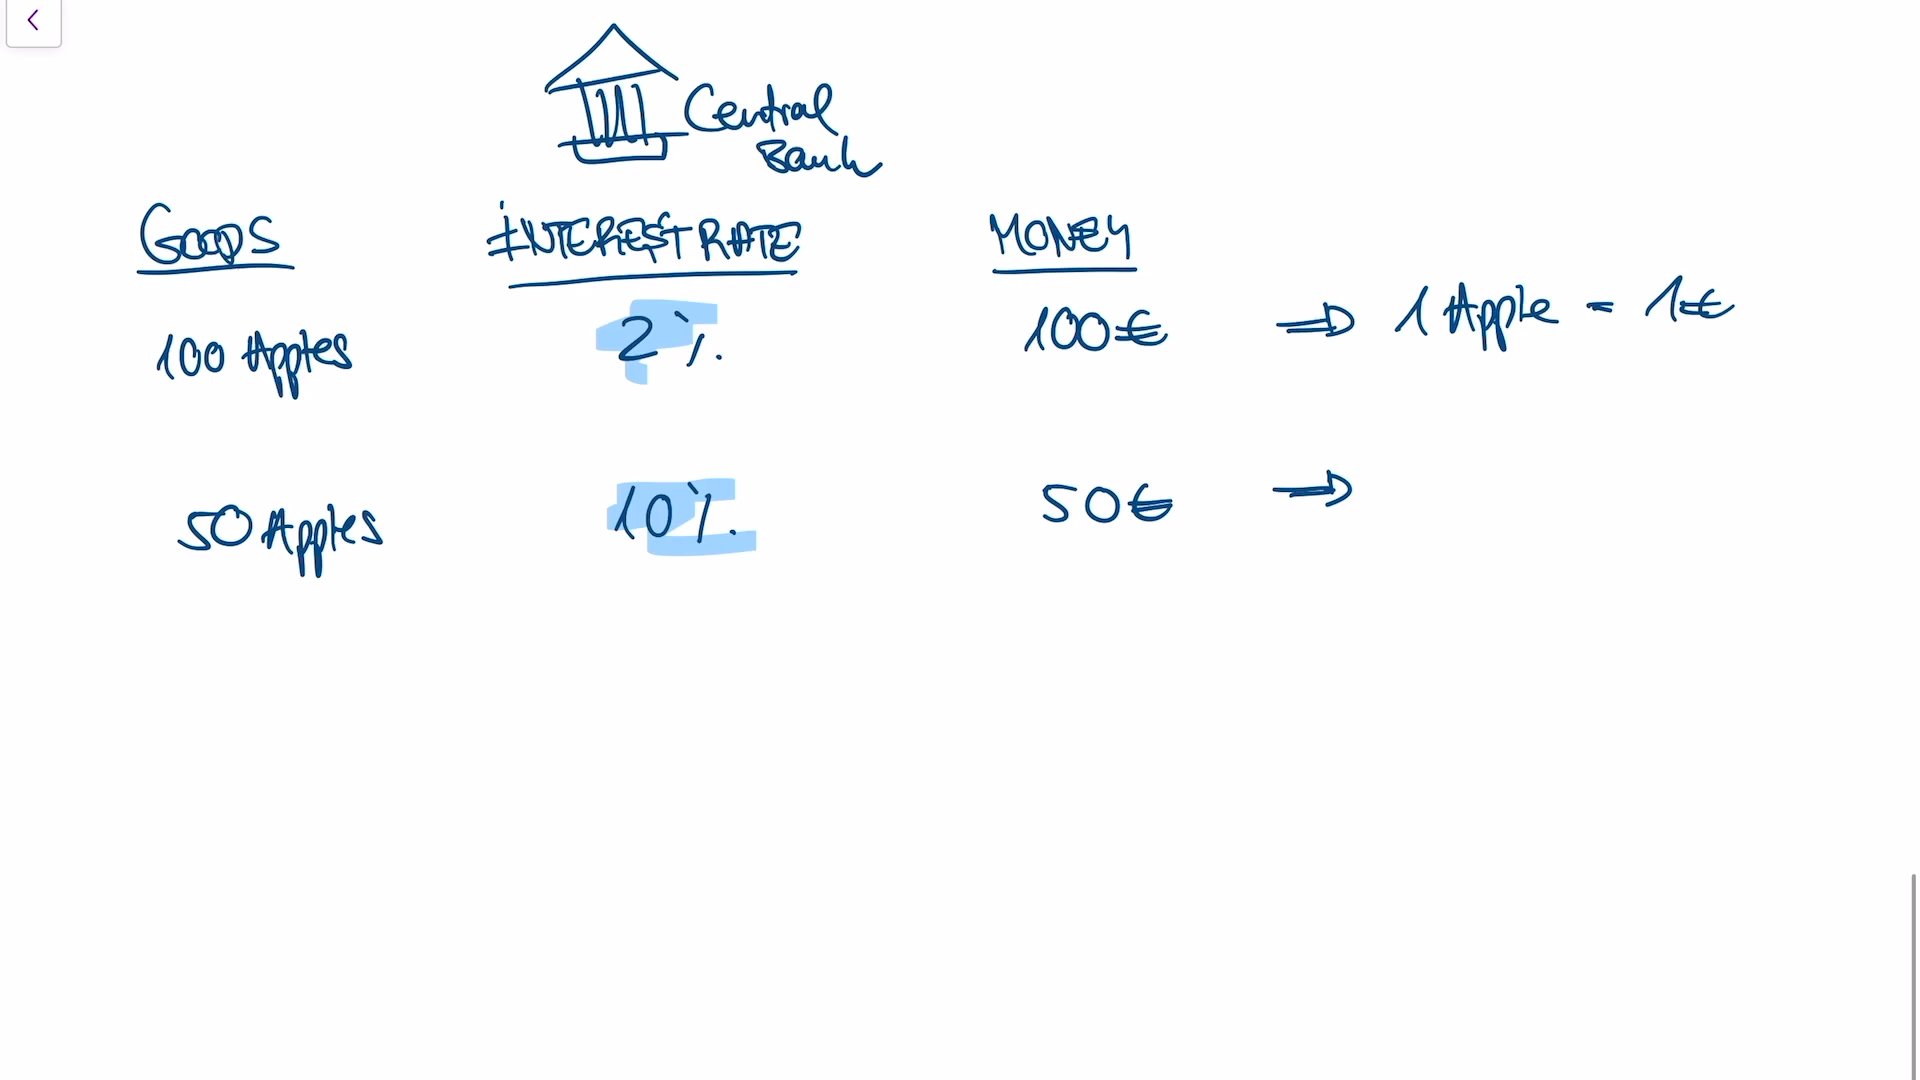 Central
Bank
GOODS INTEREST RATE MONEY
100 Apples 2% 100€ ⇒ 1 Apple = 1€
50 Apples 10% 50€ ⇒